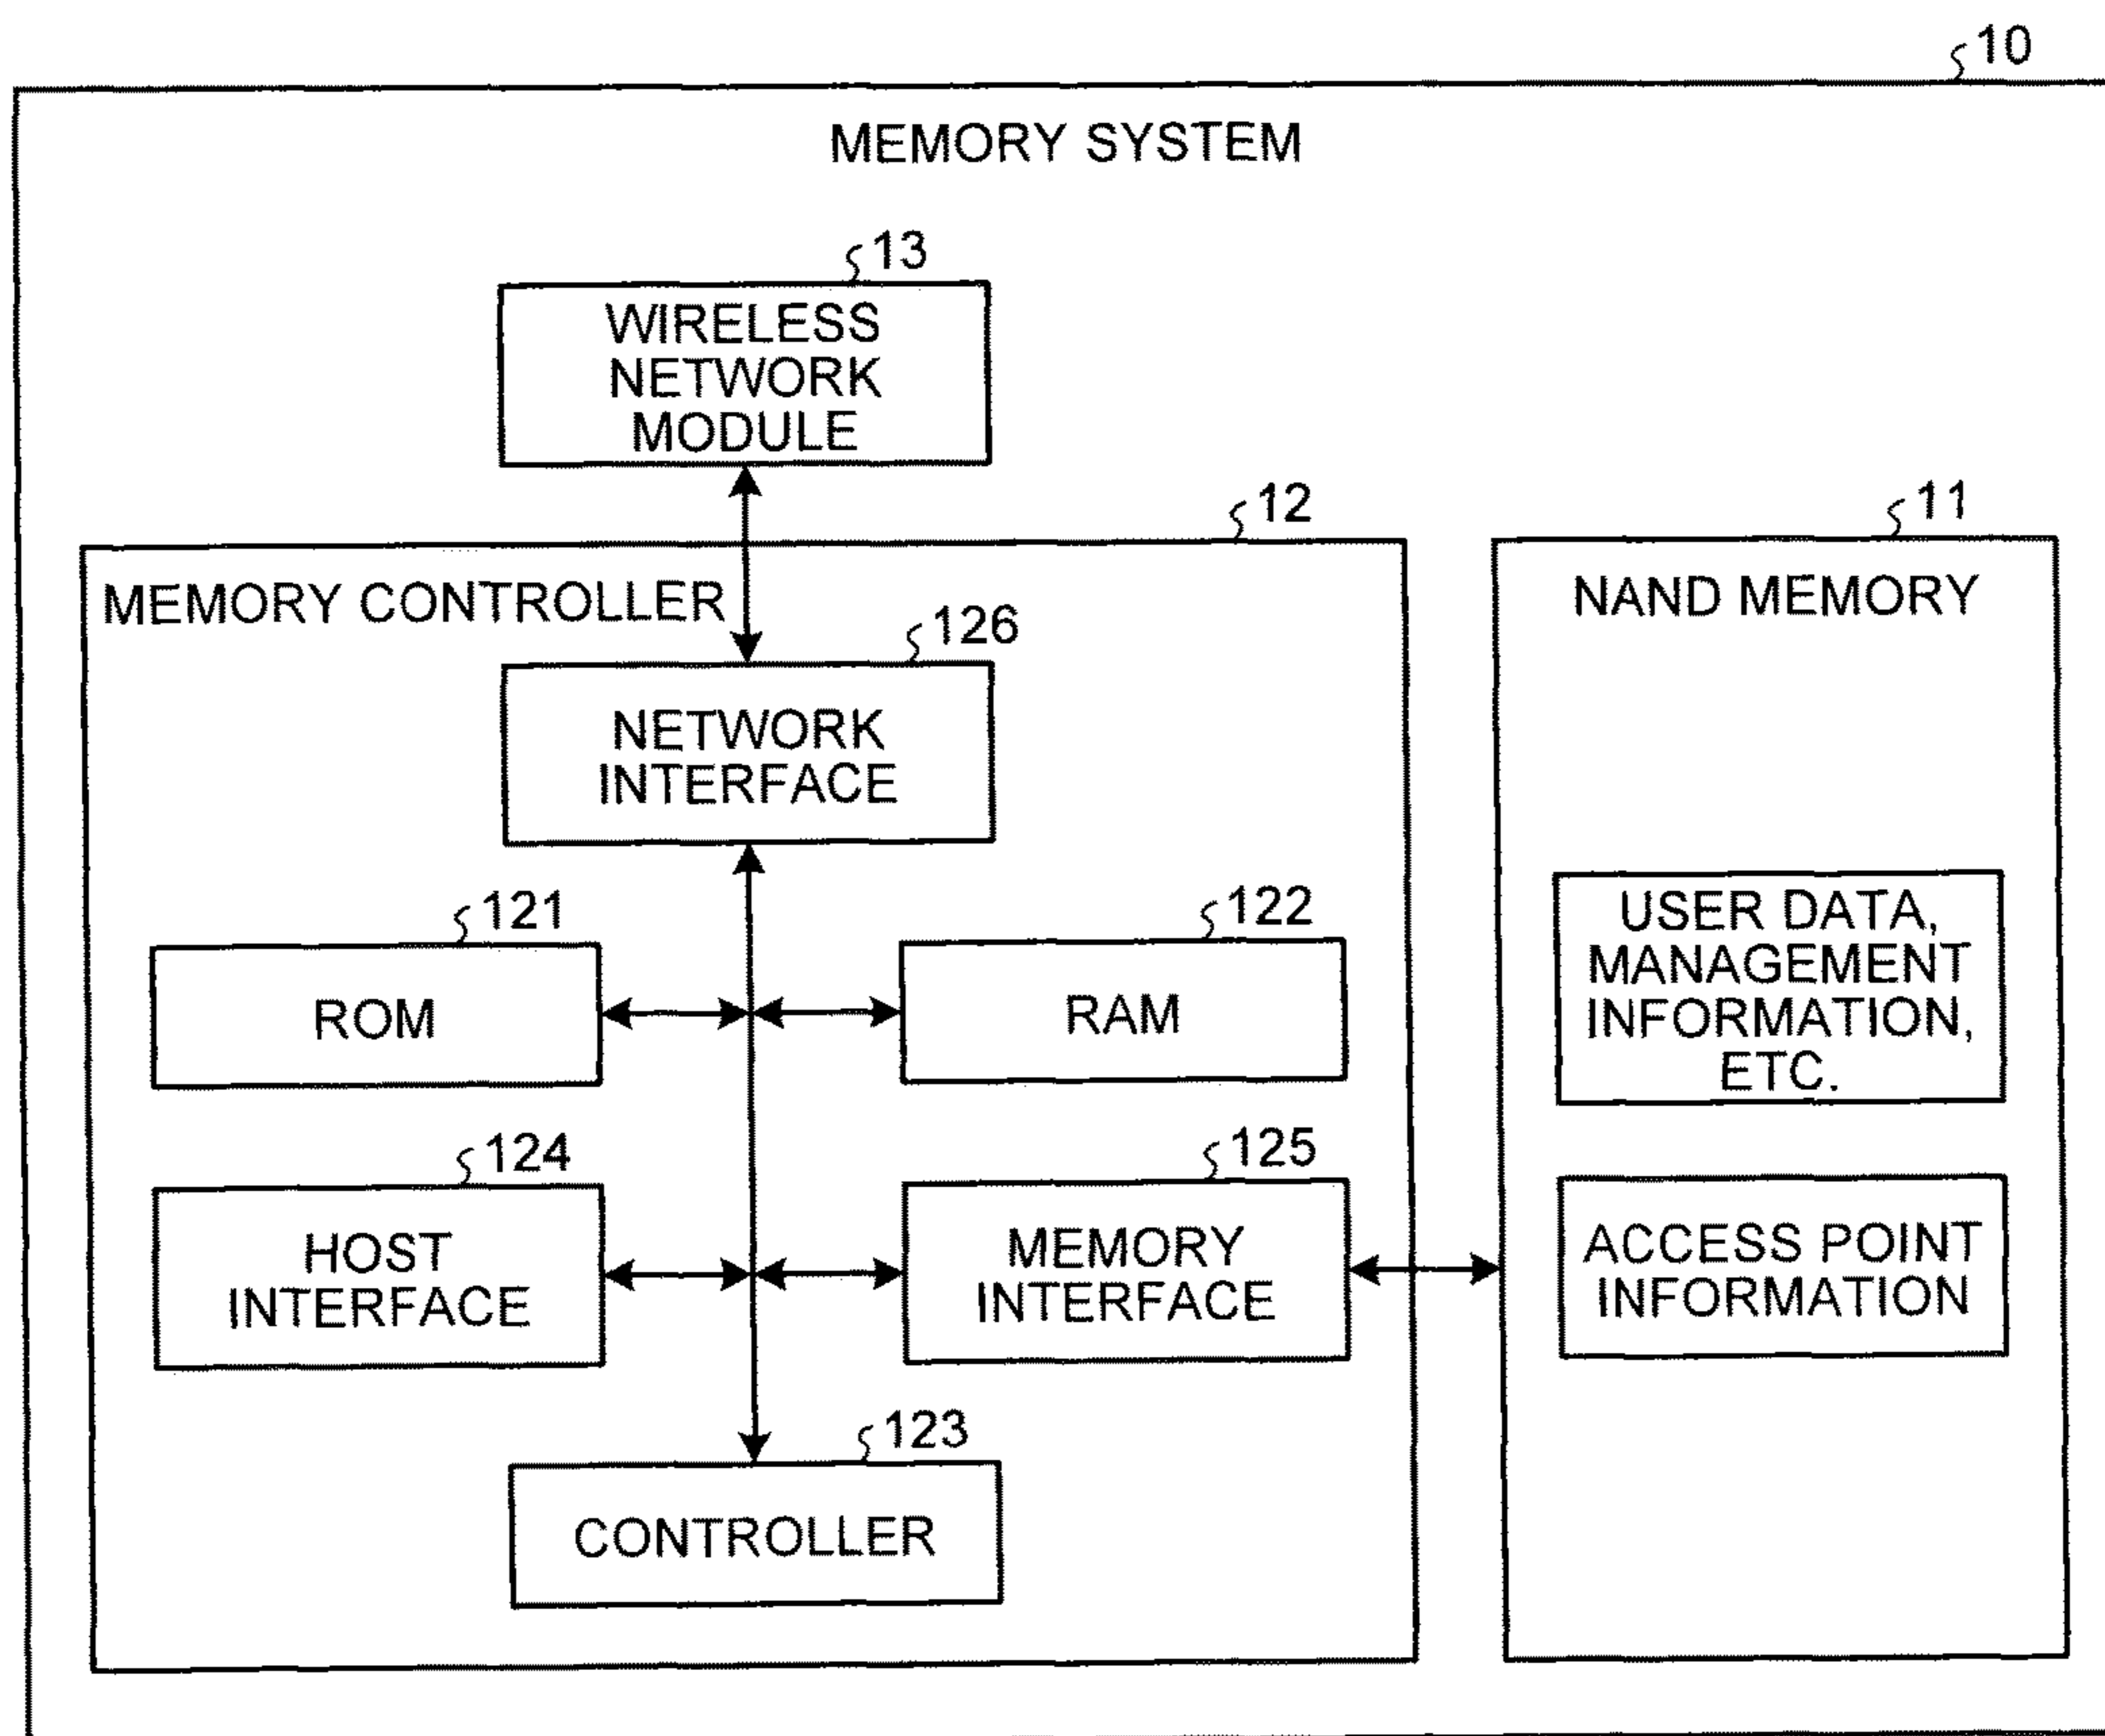 10
MEMORY SYSTEM
13
WIRELESS
NETWORK
MODULE
12
MEMORY CONTROLLER
126
NETWORK
INTERFACE
121
ROM
122
RAM
124
HOST
INTERFACE
125
MEMORY
INTERFACE
123
CONTROLLER
11
NAND MEMORY
USER DATA,
MANAGEMENT
INFORMATION,
ETC.
ACCESS POINT
INFORMATION